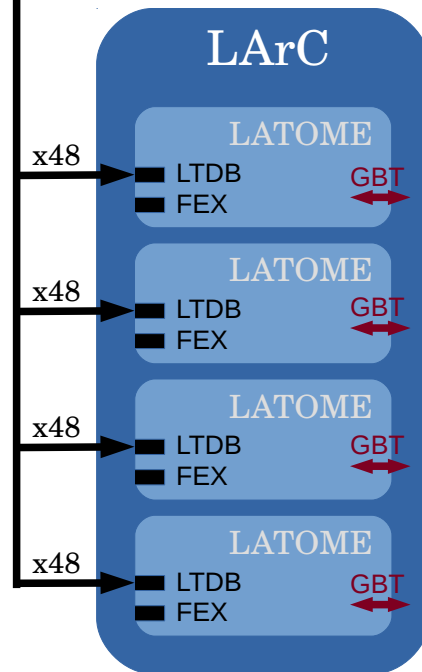 LArC
LATOME
x48
LTDB
GBT
FEX
LATOME
x48
LTDB
GBT
FEX
LATOME
x48
LTDB
GBT
FEX
LATOME
x48
LTDB
GBT
FEX